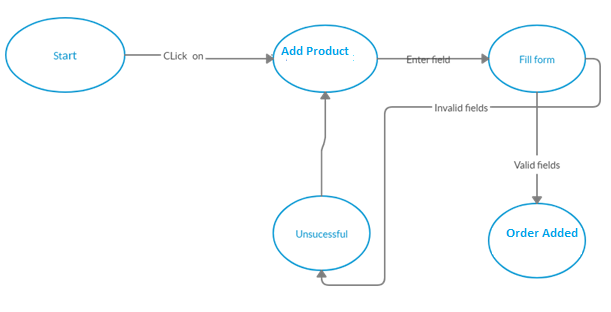 Start
CLick on
Add Product
Enter field
Fill form
Invalid fields
Valid fields
Unsucessful
Order Added